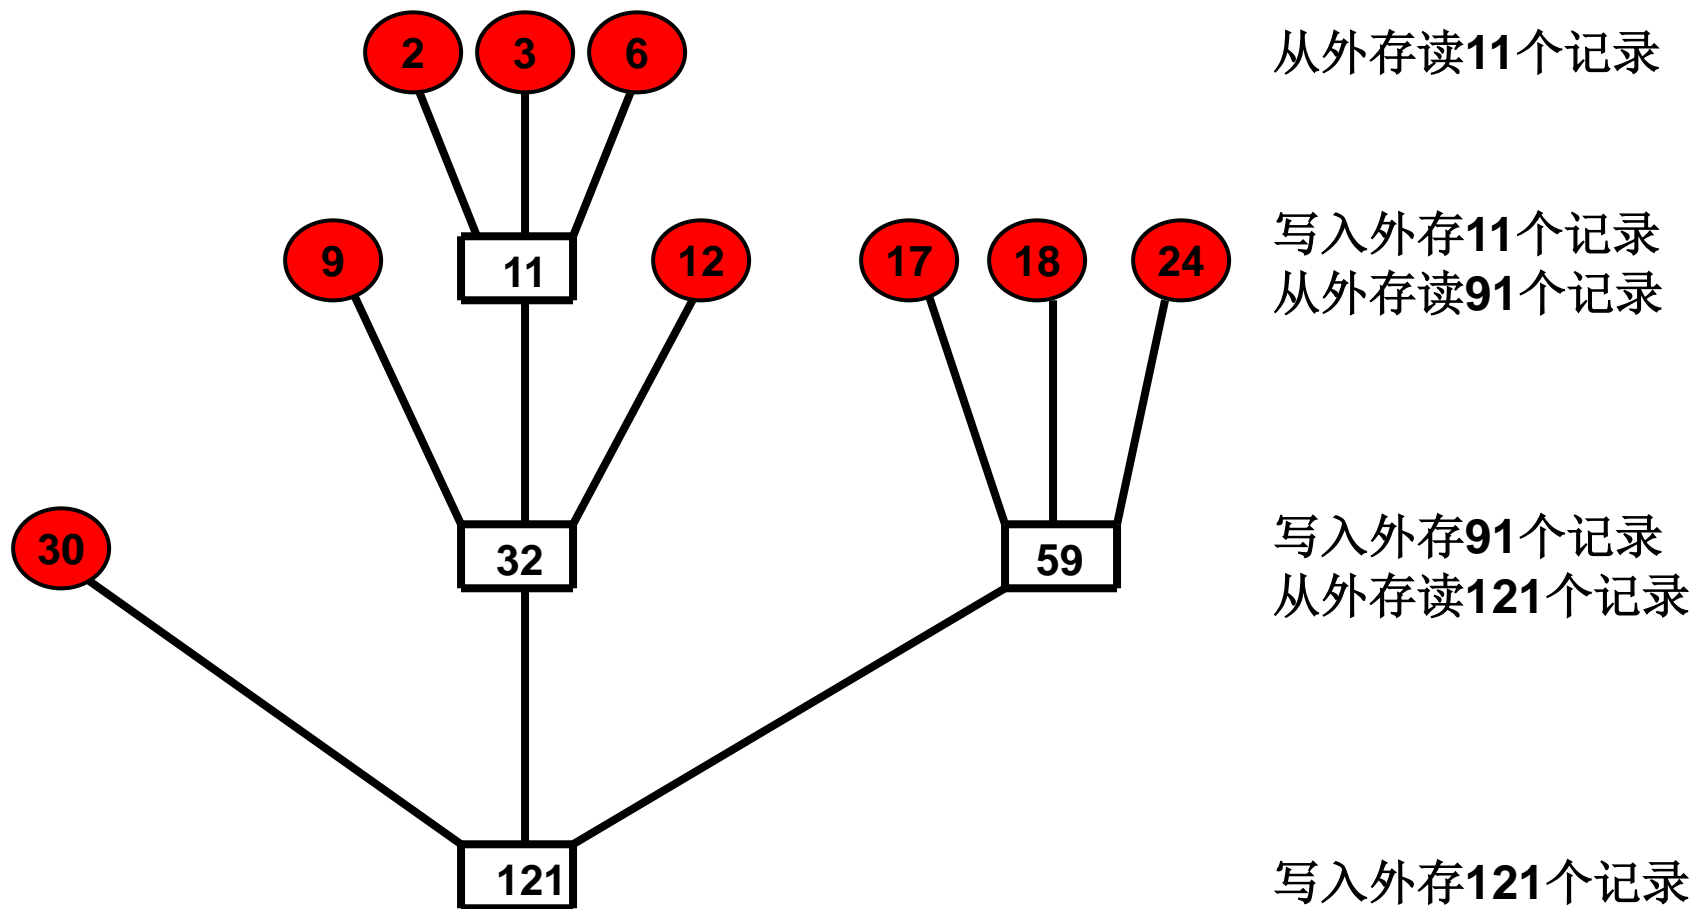 2 3 6 从外存读11个记录
9 11 12 17 18 24 写入外存11个记录
从外存读91个记录
30 32 59 写入外存91个记录
从外存读121个记录
121 写入外存121个记录